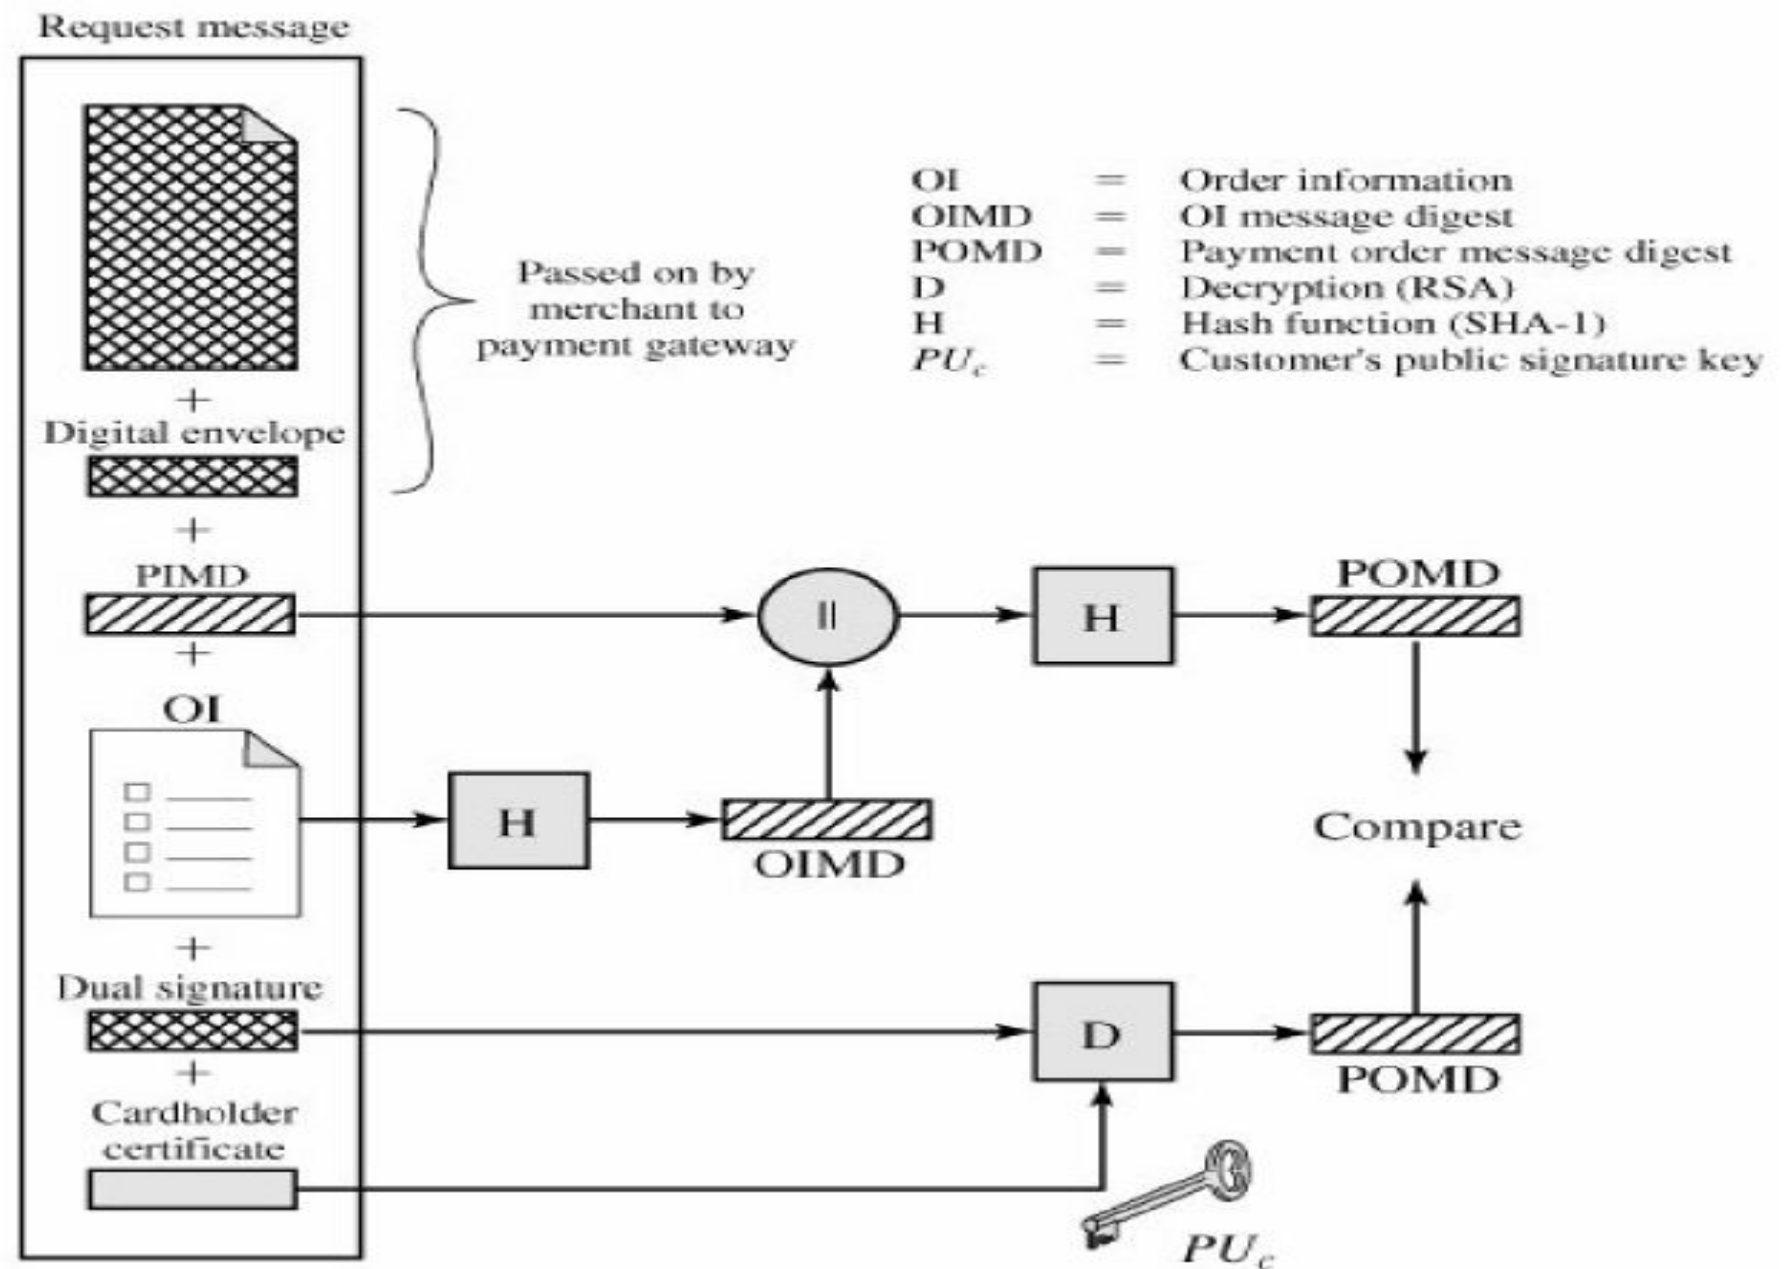 Request message
+
Digital envelope
+
PIMD
+
OI
+
Dual signature
+
Cardholder
certificate
Passed on by
merchant to
payment gateway
OI = Order information
OIMD = OI message digest
POMD = Payment order message digest
D = Decryption (RSA)
H = Hash function (SHA-1)
PUc = Customer's public signature key
||
H
POMD
H
OIMD
Compare
D
POMD
PUc